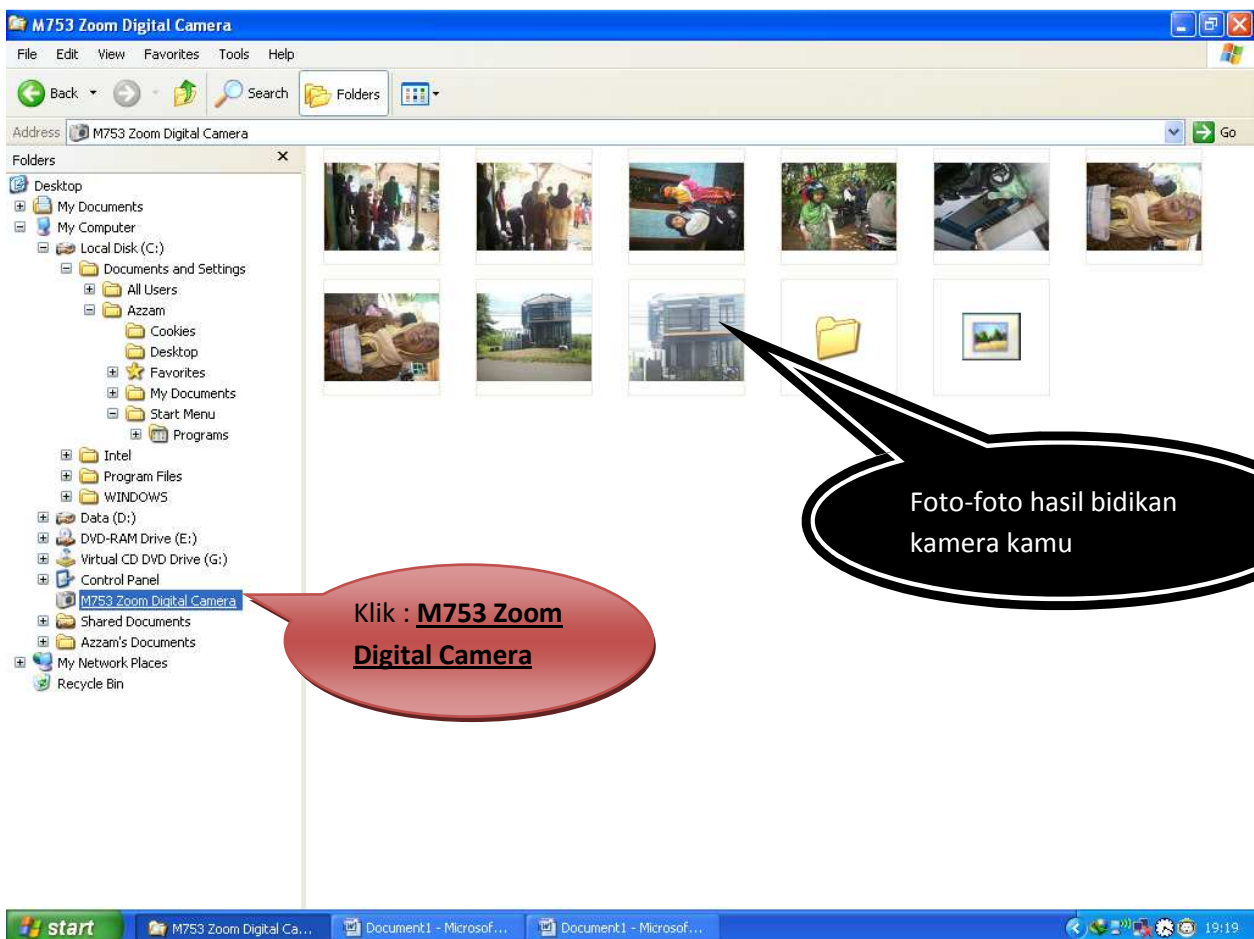 M753 Zoom Digital Camera
File Edit View Favorites Tools Help
Back Search Folders
Address M753 Zoom Digital Camera Go
Folders
Desktop
My Documents
My Computer
Local Disk (C:)
Documents and Settings
All Users
Azzam
Cookies
Desktop
Favorites
My Documents
Start Menu
Programs
Intel
Program Files
WINDOWS
Data (D:)
DVD-RAM Drive (E:)
Virtual CD DVD Drive (G:)
Control Panel
M753 Zoom Digital Camera
Shared Documents
Azzam's Documents
My Network Places
Recycle Bin
Foto-foto hasil bidikan
kamera kamu
Klik : M753 Zoom
Digital Camera
start M753 Zoom Digital Ca... Document1 - Microsof... Document1 - Microsof... 19:19